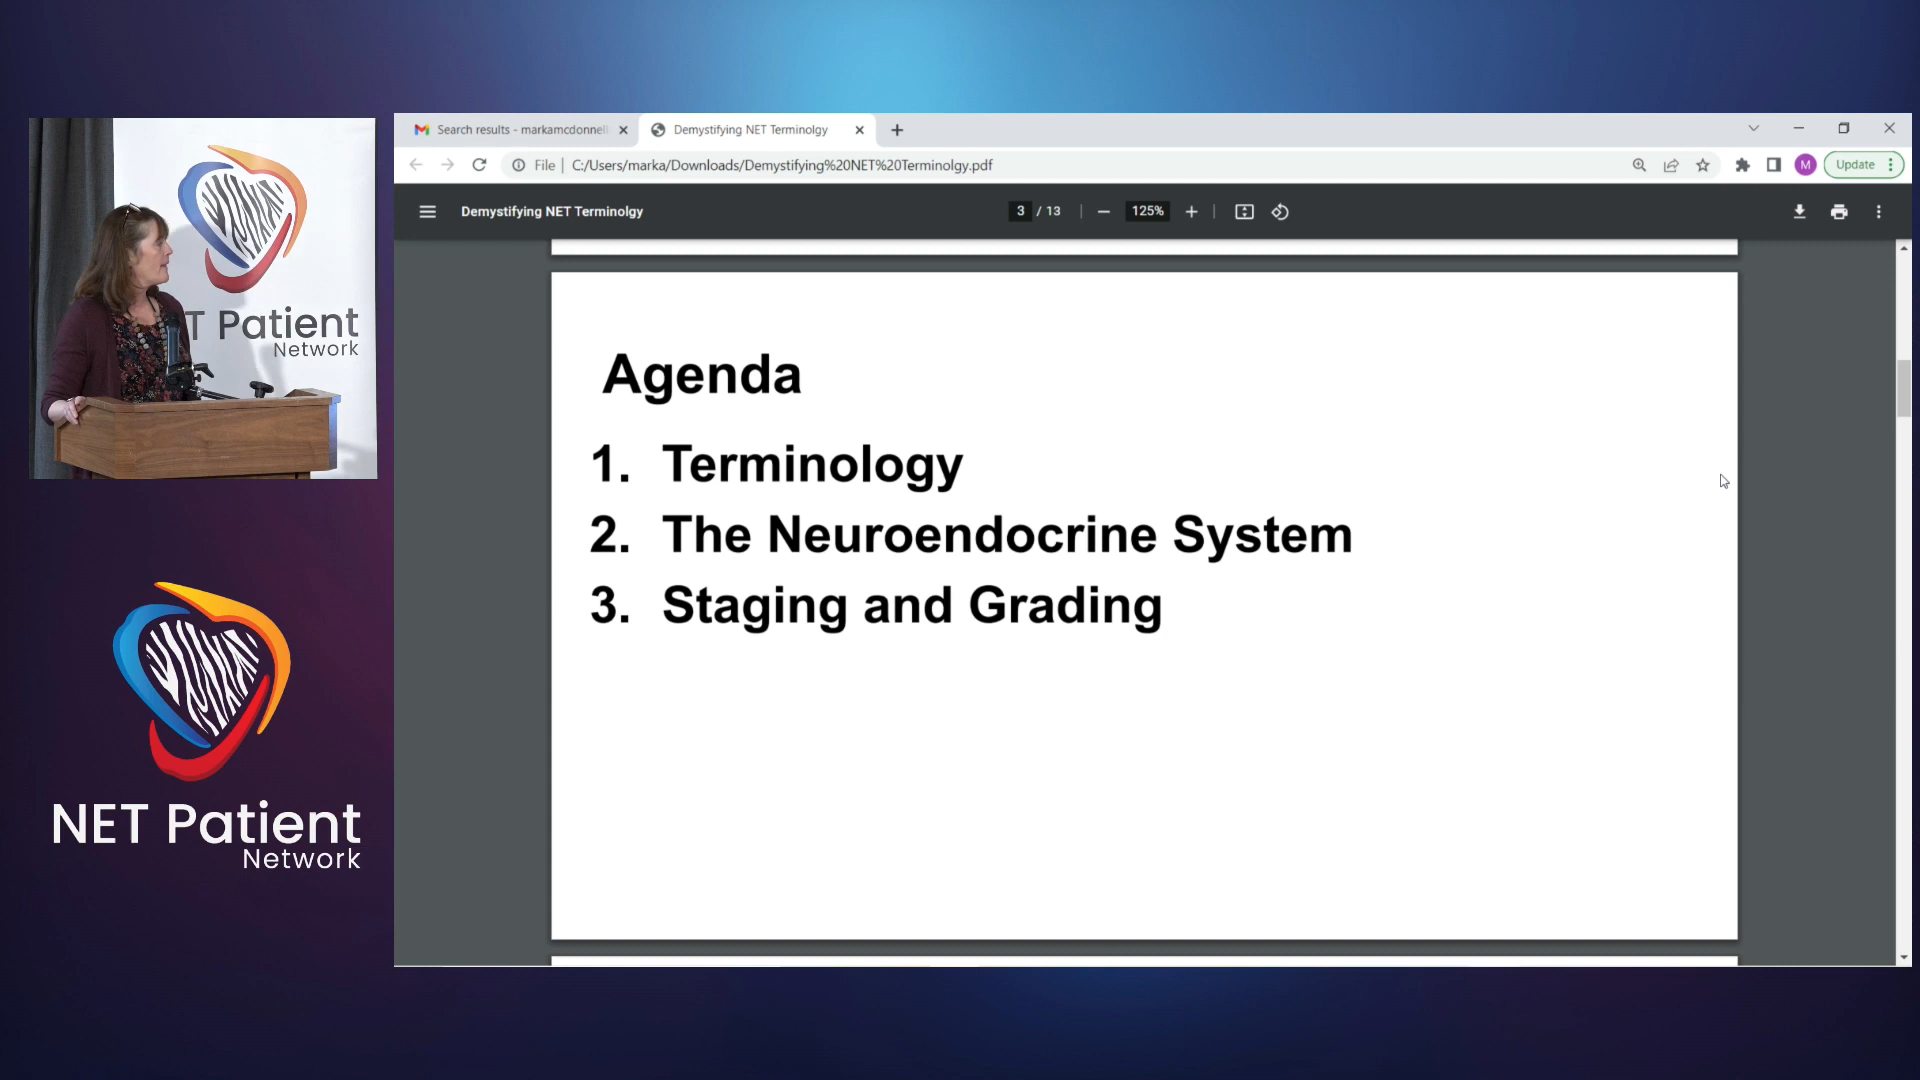 Search results - markamcdonnell
Demystifying NET Terminolgy
File
C:/Users/marka/Downloads/Demystifying%20NET%20Terminolgy.pdf
M
Update
Demystifying NET Terminolgy
3 / 13
125%
T Patient
Network
Agenda
1. Terminology
2. The Neuroendocrine System
3. Staging and Grading
NET Patient
Network